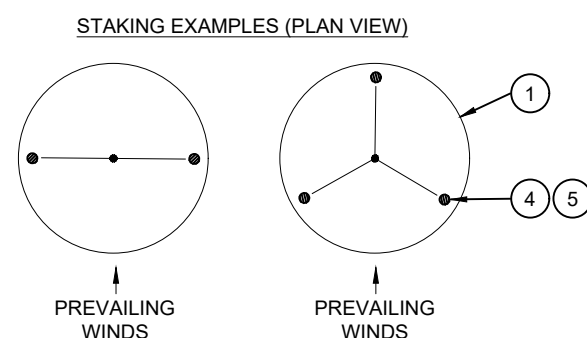 STAKING EXAMPLES (PLAN VIEW)
1
4 5
PREVAILING
WINDS
PREVAILING
WINDS